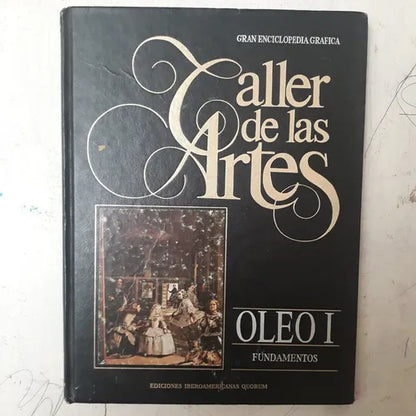 GRAN ENCICLOPEDIA GRAFICA
Taller
de las
Artes
OLEO I
FUNDAMENTOS
EDICIONES IBEROAMERICANAS QUORUM